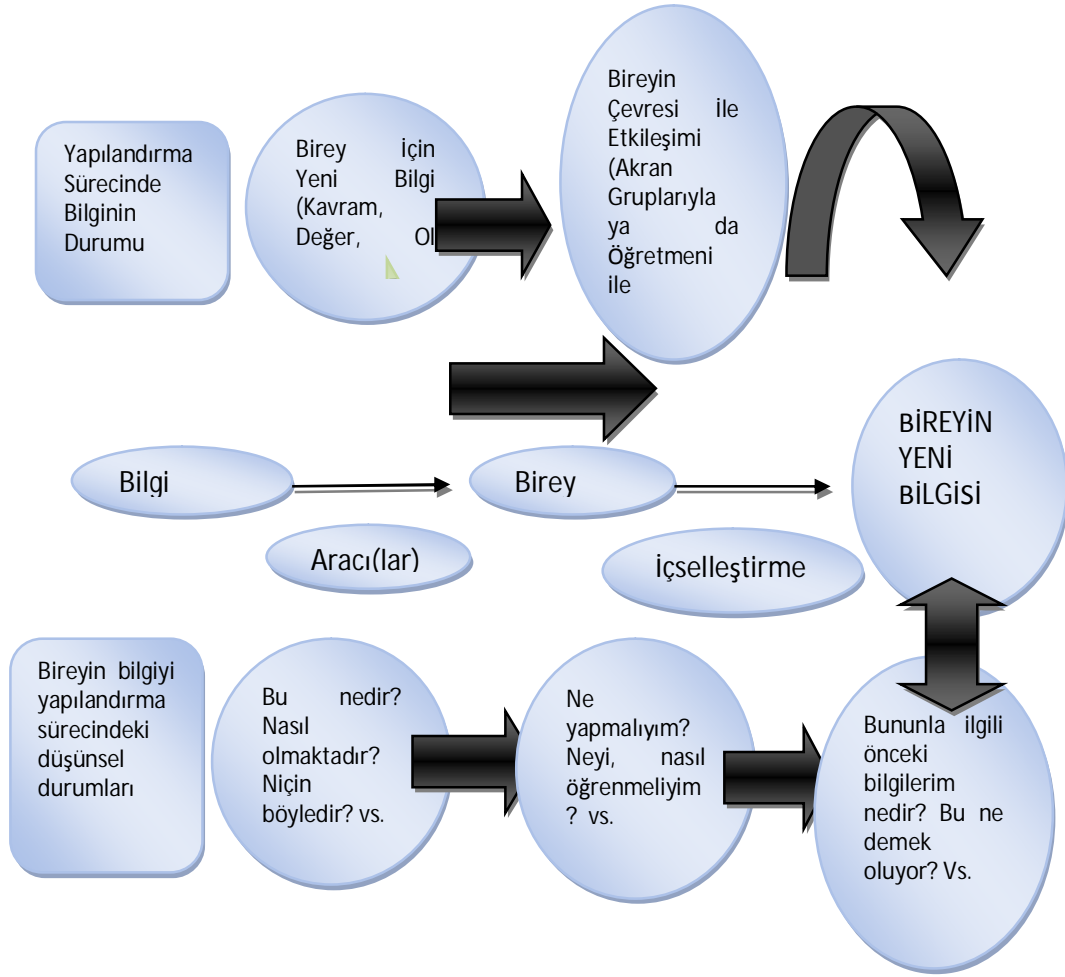 Yapılandırma
Sürecinde
Bilginin
Durumu
Birey İçin
Yeni Bilgi
(Kavram,
Değer, Ol
Bireyin
Çevresi İle
Etkileşimi
(Akran
Gruplarıyla
ya da
Öğretmeni
ile
Bilgi
Birey
BİREYİN
YENİ
BİLGİSİ
Aracı(lar)
İçselleştirme
Bireyin bilgiyi
yapılandırma
sürecindeki
düşünsel
durumları
Bu nedir?
Nasıl
olmaktadır?
Niçin
böyledir? vs.
Ne
yapmalıyım?
Neyi, nasıl
öğrenmeliyim
? vs.
Bununla ilgili
önceki
bilgilerim
nedir? Bu ne
demek
oluyor? Vs.